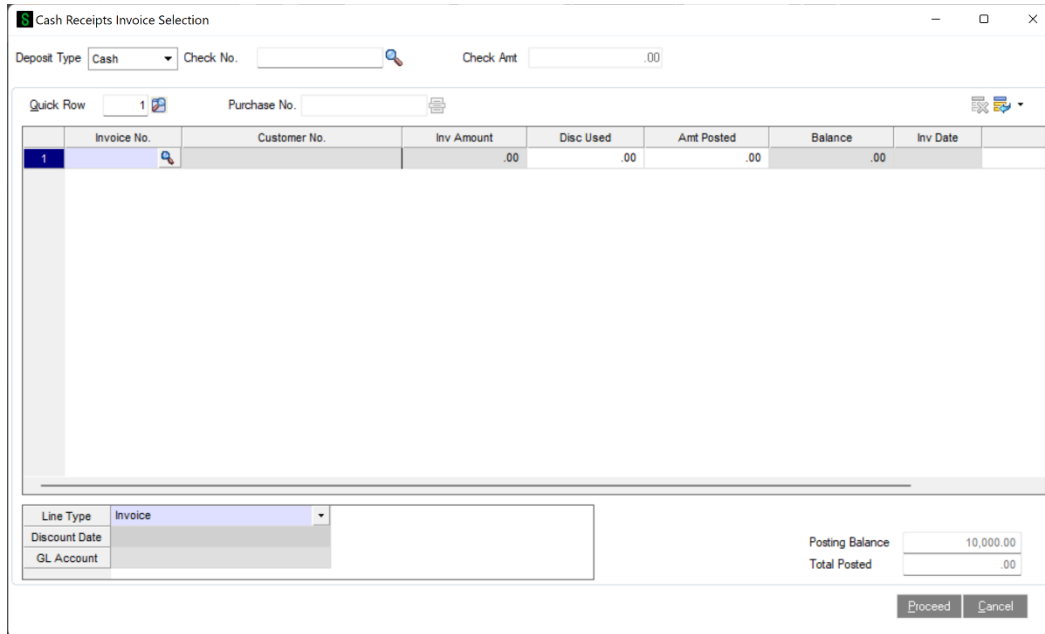 S Cash Receipts Invoice Selection
Deposit Type Cash Check No. Check Amt .00
Quick Row 1 Purchase No.
Invoice No. Customer No. Inv Amount Disc Used Amt Posted Balance Inv Date
1 .00 .00 .00 .00
Line Type Invoice
Discount Date
GL Account
Posting Balance 10,000.00
Total Posted .00
Proceed Cancel